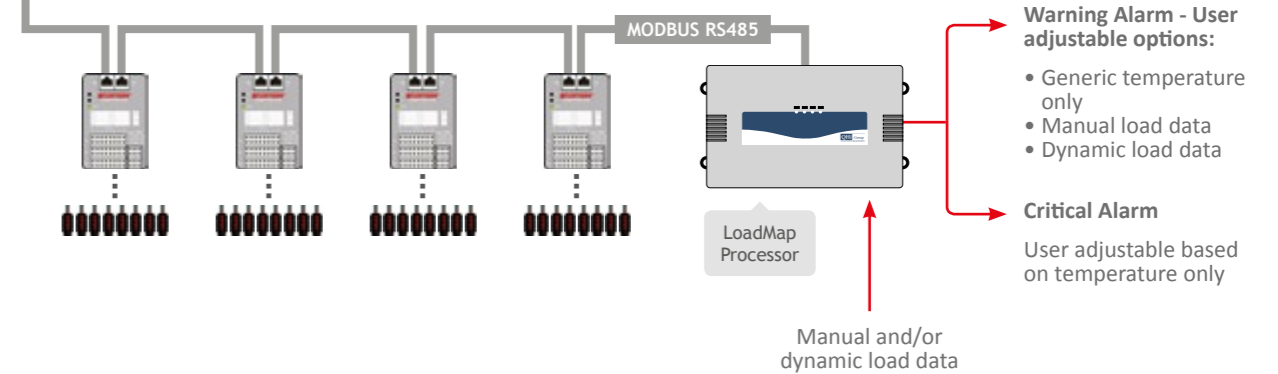 MODBUS RS485
Warning Alarm - User
adjustable options:
• Generic temperature
only
• Manual load data
• Dynamic load data
LoadMap
Processor
Critical Alarm
User adjustable based
on temperature only
Manual and/or
dynamic load data